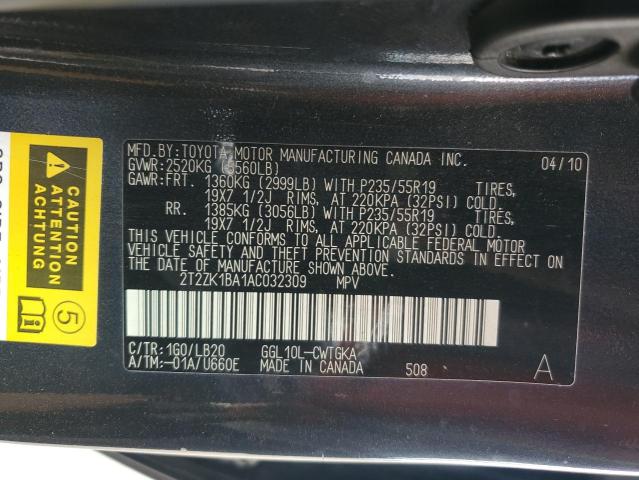 MFD.BY:TOYOTA MOTOR MANUFACTURING CANADA INC. 04/10
GVWR:2520KG (5560LB)
GAWR:FRT. 1360KG (2999LB) WITH P235/55R19 TIRES,
19X7 1/2J RIMS, AT 220KPA (32PSI) COLD.
RR. 1385KG (3056LB) WITH P235/55R19 TIRES,
19X7 1/2J RIMS, AT 220KPA (32PSI) COLD.
THIS VEHICLE CONFORMS TO ALL APPLICABLE FEDERAL MOTOR
VEHICLE SAFETY AND THEFT PREVENTION STANDARDS IN EFFECT ON
THE DATE OF MANUFACTURE SHOWN ABOVE.
2T2ZK1BA1AC032309 MPV
C/TR:1G0/LB20 GGL10L-CWTGKA
A/TM:-01A/U660E MADE IN CANADA 508 A
CAUTION
5